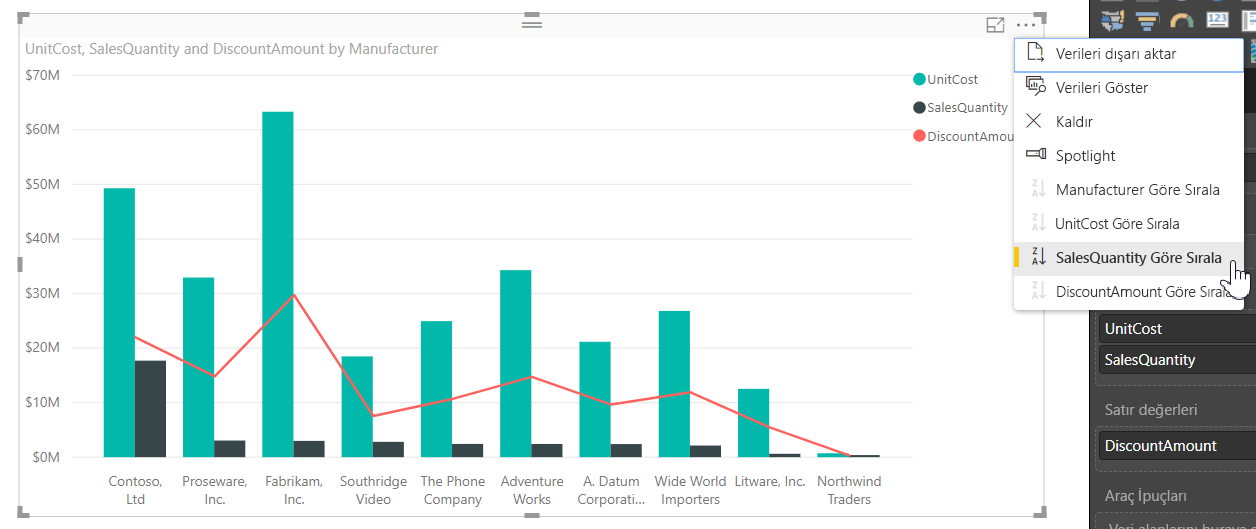 UnitCost, SalesQuantity and DiscountAmount by Manufacturer
$70M
$60M
$50M
$40M
$30M
$20M
$10M
$0M
Contoso,
Ltd
Proseware,
Inc.
Fabrikam,
Inc.
Southridge
Video
The Phone
Company
Adventure
Works
A. Datum
Corporati...
Wide World
Importers
Litware, Inc.
Northwind
Traders
UnitCost
SalesQuantity
DiscountAmou
Verileri dışarı aktar
Verileri Göster
Kaldır
Spotlight
Manufacturer Göre Sırala
UnitCost Göre Sırala
SalesQuantity Göre Sırala
DiscountAmount Göre Sırala
123
UnitCost
SalesQuantity
Satır değerleri
DiscountAmount
Araç İpuçları